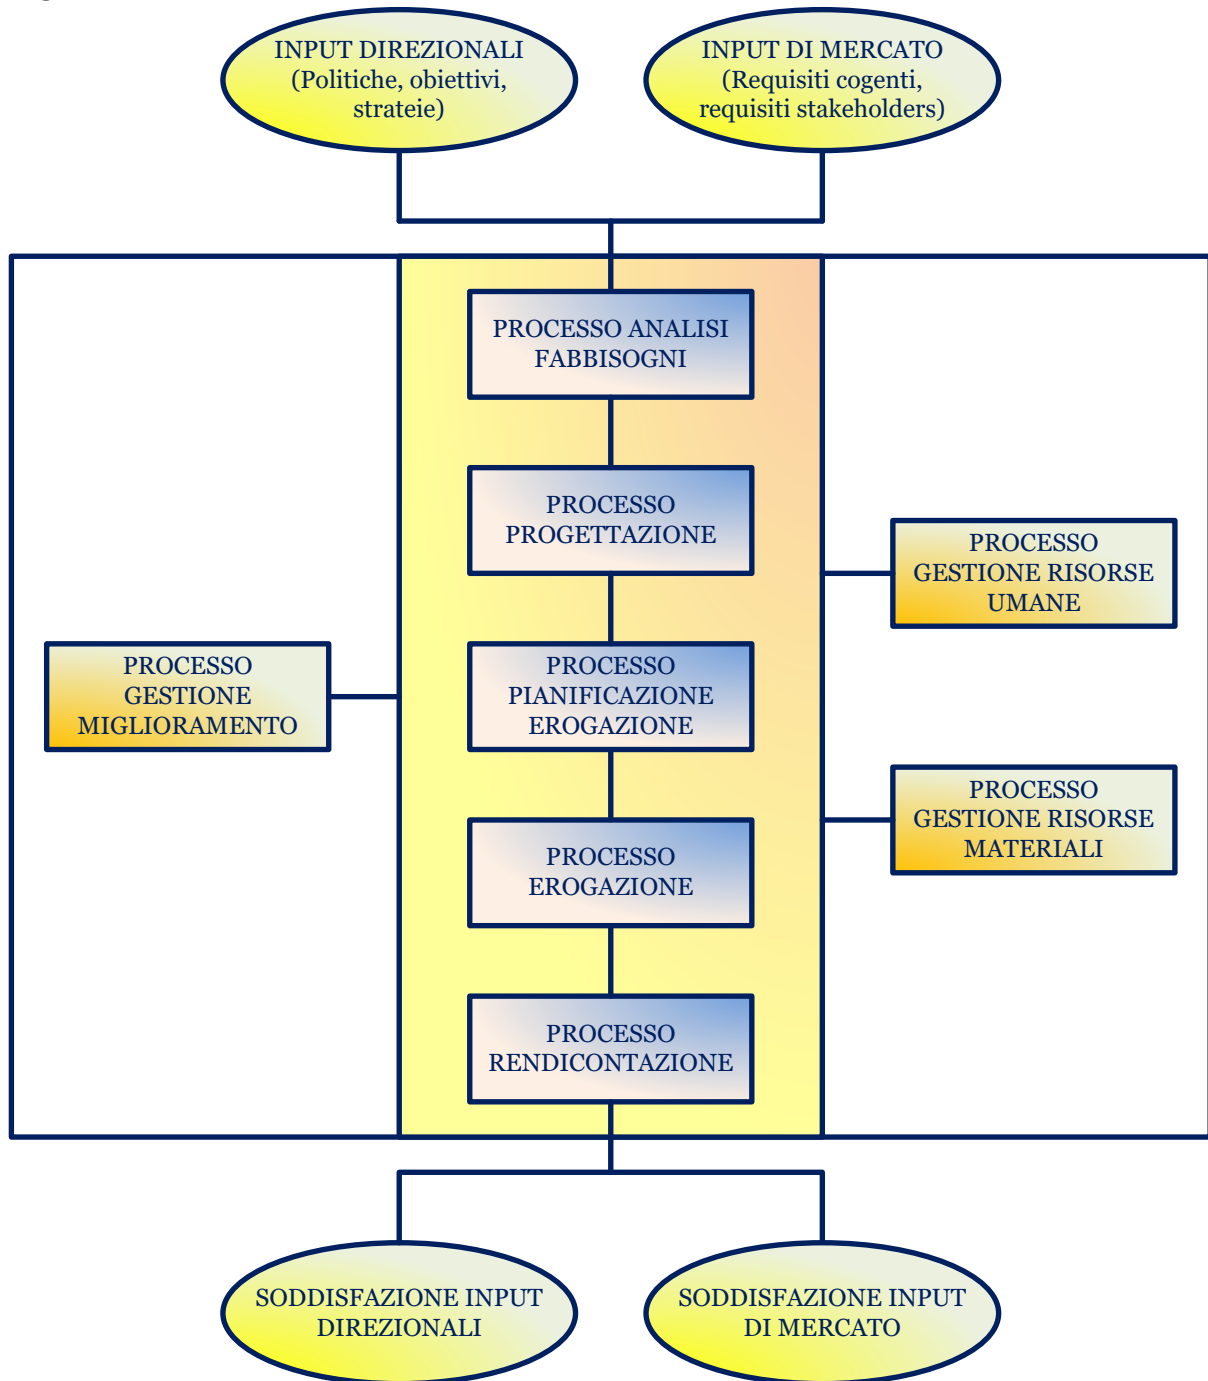 INPUT DIREZIONALI
(Politiche, obiettivi,
strateie)
INPUT DI MERCATO
(Requisiti cogenti,
requisiti stakeholders)
PROCESSO ANALISI
FABBISOGNI
PROCESSO
PROGETTAZIONE
PROCESSO
GESTIONE RISORSE
UMANE
PROCESSO
GESTIONE
MIGLIORAMENTO
PROCESSO
PIANIFICAZIONE
EROGAZIONE
PROCESSO
GESTIONE RISORSE
MATERIALI
PROCESSO
EROGAZIONE
PROCESSO
RENDICONTAZIONE
SODDISFAZIONE INPUT
DIREZIONALI
SODDISFAZIONE INPUT
DI MERCATO